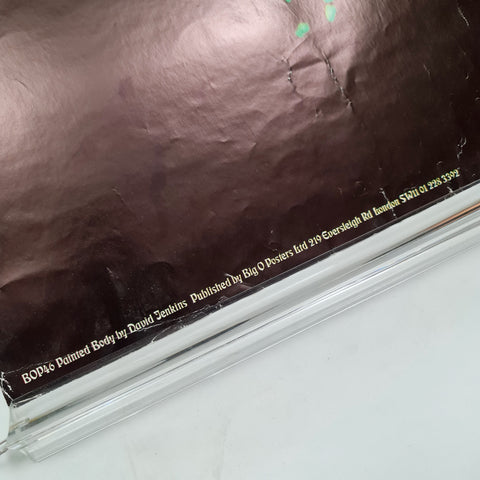 BOP46 Painted Body by David Jenkins Published by Big O Posters Ltd 219 Eversleigh Rd London SW11 01 228 3392